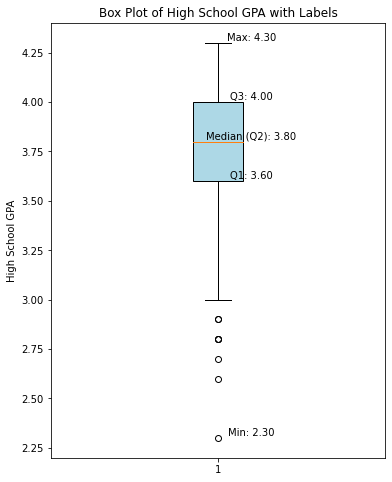 Box Plot of High School GPA with Labels
Max: 4.30
4.25
Q3: 4.00
4.00
Median (Q2): 3.80
3.75
Q1: 3.60
3.50
High School GPA
3.25
3.00
2.75
2.50
Min: 2.30
2.25
1